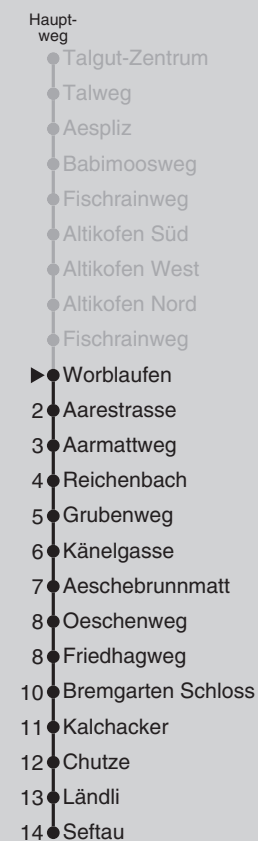 Haupt-
weg
Talgut-Zentrum
Talweg
Aespliz
Babimoosweg
Fischrainweg
Altikofen Süd
Altikofen West
Altikofen Nord
Fischrainweg
Worblaufen
2 Aarestrasse
3 Aarmattweg
4 Reichenbach
5 Grubenweg
6 Känelgasse
7 Aeschebrunnmatt
8 Oeschenweg
8 Friedhagweg
10 Bremgarten Schloss
11 Kalchacker
12 Chutze
13 Ländli
14 Seftau